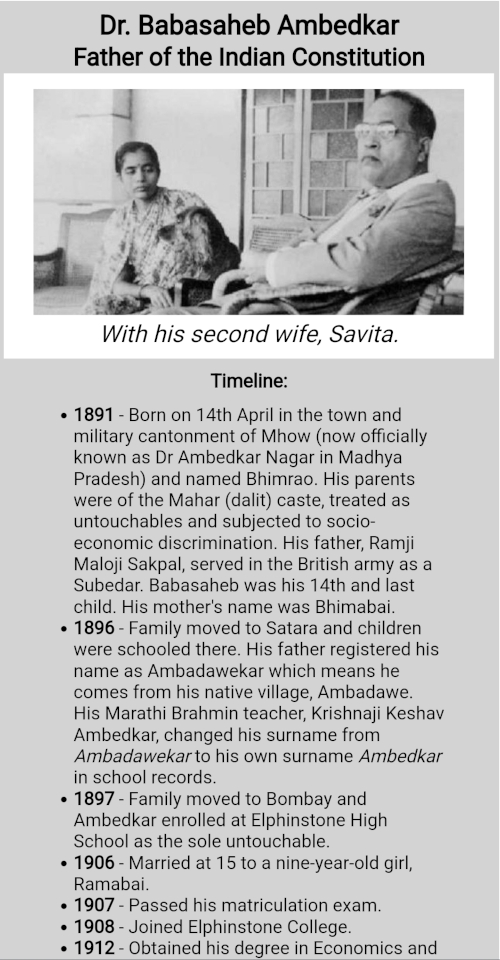 Dr. Babasaheb Ambedkar
Father of the Indian Constitution
With his second wife, Savita.
Timeline:
• 1891 - Born on 14th April in the town and
military cantonment of Mhow (now officially
known as Dr Ambedkar Nagar in Madhya
Pradesh) and named Bhimrao. His parents
were of the Mahar (dalit) caste, treated as
untouchables and subjected to socio-
economic discrimination. His father, Ramji
Maloji Sakpal, served in the British army as a
Subedar. Babasaheb was his 14th and last
child. His mother's name was Bhimabai.
• 1896 - Family moved to Satara and children
were schooled there. His father registered his
name as Ambadawekar which means he
comes from his native village, Ambadawe.
His Marathi Brahmin teacher, Krishnaji Keshav
Ambedkar, changed his surname from
Ambadawekar to his own surname Ambedkar
in school records.
• 1897 - Family moved to Bombay and
Ambedkar enrolled at Elphinstone High
School as the sole untouchable.
• 1906 - Married at 15 to a nine-year-old girl,
Ramabai.
• 1907 - Passed his matriculation exam.
• 1908 - Joined Elphinstone College.
• 1912 - Obtained his degree in Economics and